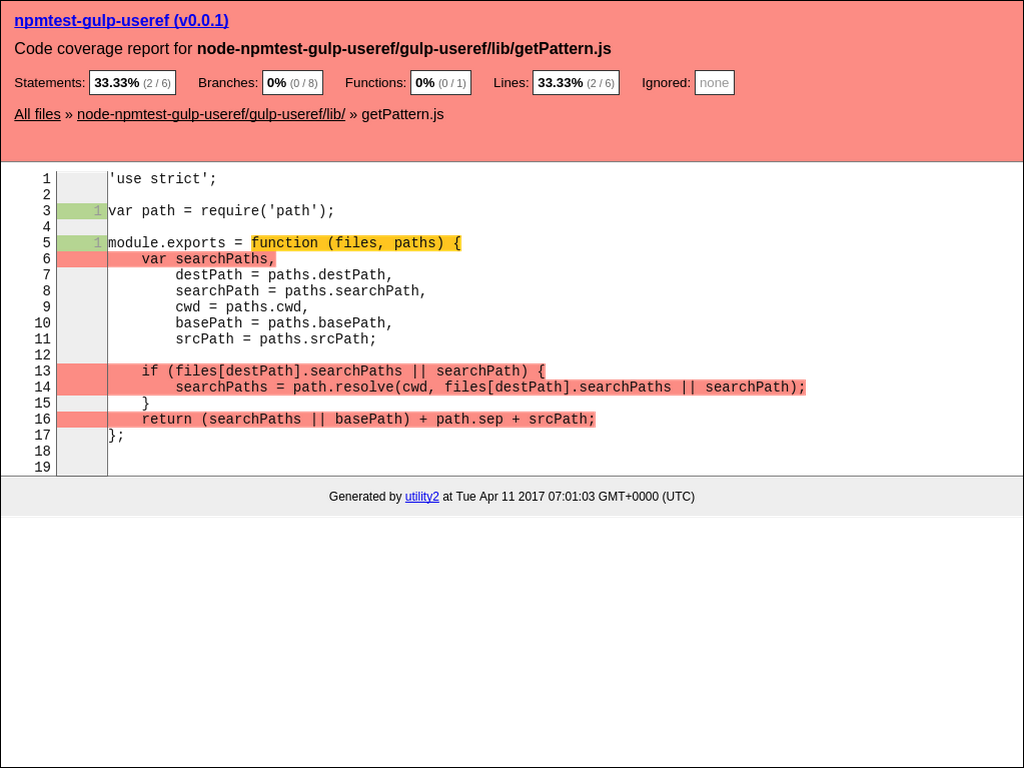 npmtest-gulp-useref (v0.0.1)
Code coverage report for node-npmtest-gulp-useref/gulp-useref/lib/getPattern.js
Statements: 33.33% (2 / 6) Branches: 0% (0 / 8) Functions: 0% (0 / 1) Lines: 33.33% (2 / 6) Ignored: none
All files » node-npmtest-gulp-useref/gulp-useref/lib/ » getPattern.js
1 'use strict';
2
3 1 var path = require('path');
4
5 1 module.exports = function (files, paths) {
6     var searchPaths,
7         destPath = paths.destPath,
8         searchPath = paths.searchPath,
9         cwd = paths.cwd,
10         basePath = paths.basePath,
11         srcPath = paths.srcPath;
12
13     if (files[destPath].searchPaths || searchPath) {
14         searchPaths = path.resolve(cwd, files[destPath].searchPaths || searchPath);
15     }
16     return (searchPaths || basePath) + path.sep + srcPath;
17 };
18
19
Generated by utility2 at Tue Apr 11 2017 07:01:03 GMT+0000 (UTC)